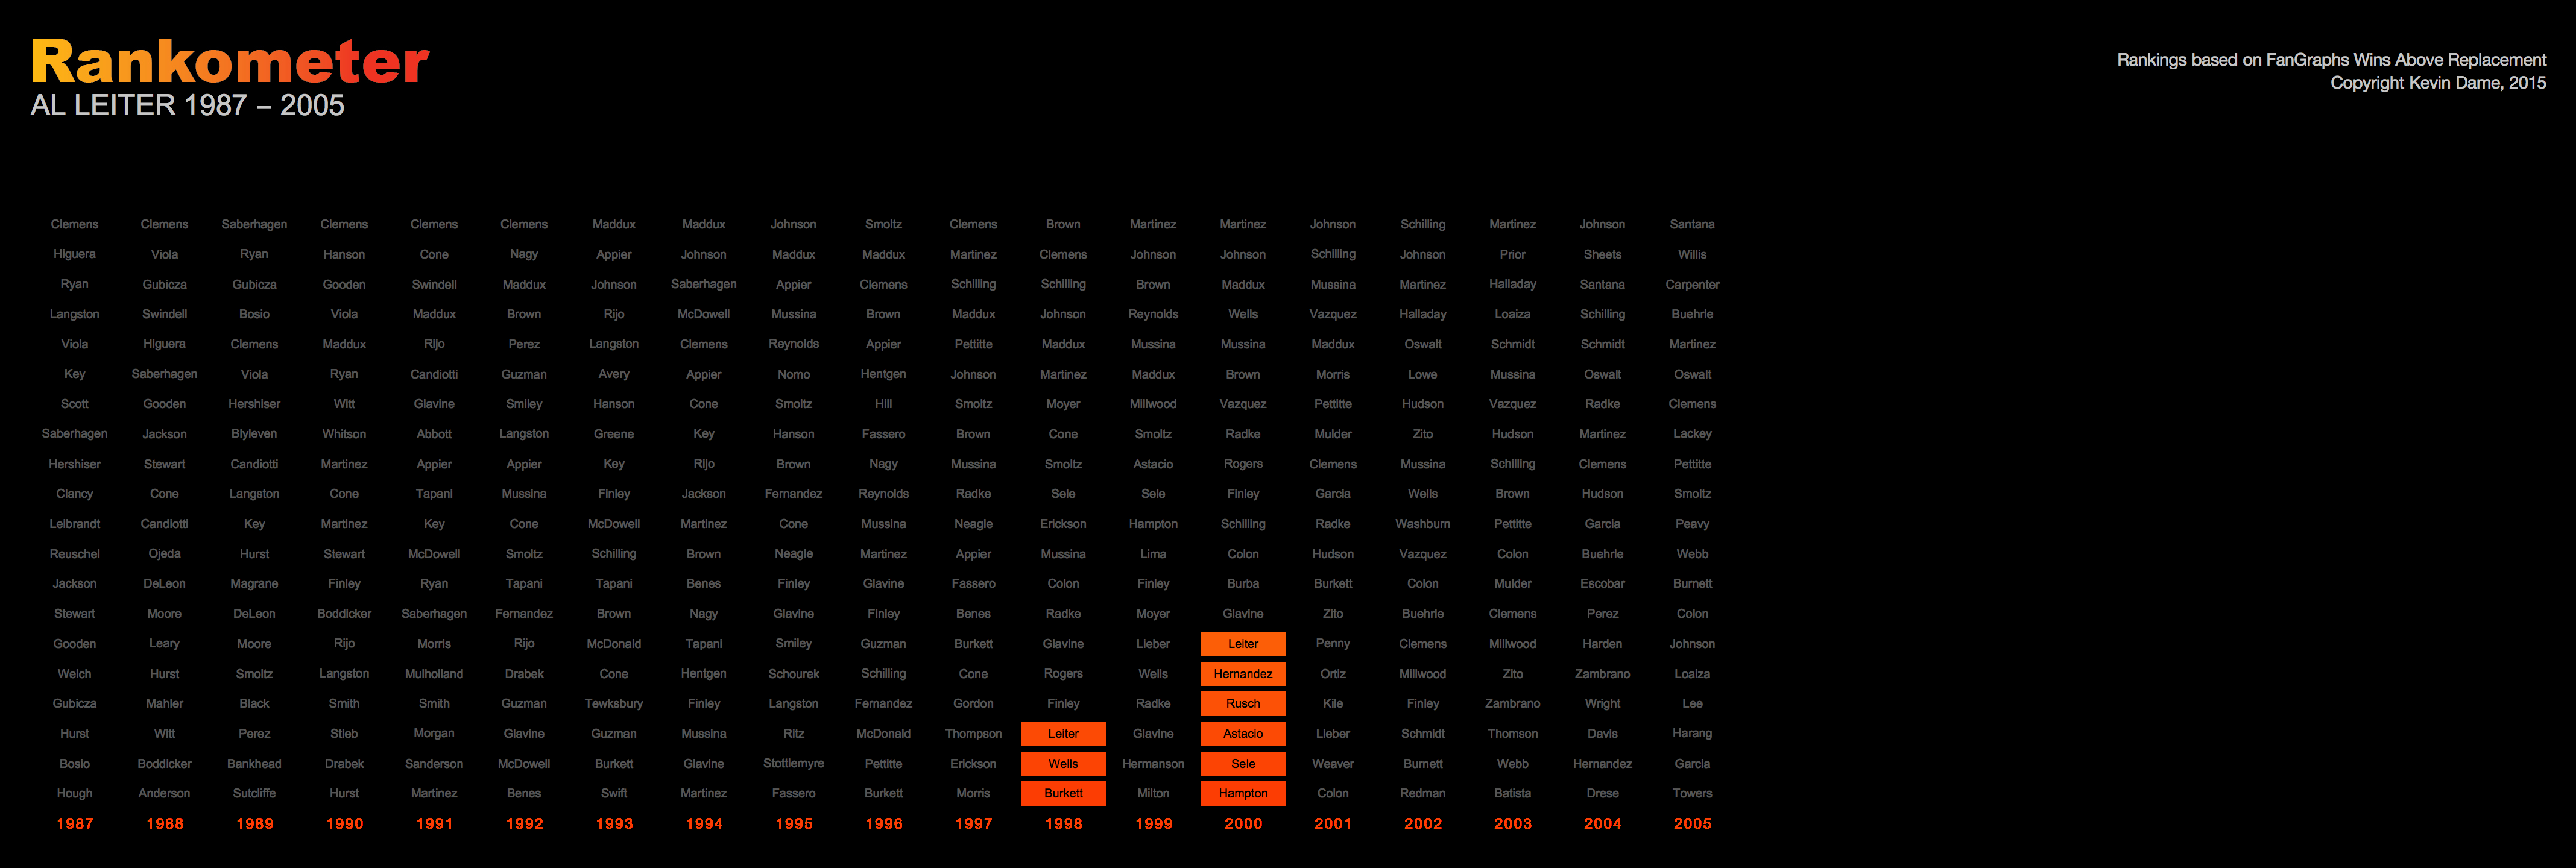 Rankometer
AL LEITER 1987 – 2005
Rankings based on FanGraphs Wins Above Replacement
Copyright Kevin Dame, 2015
Clemens Clemens Saberhagen Clemens Clemens Clemens Maddux Maddux Johnson Smoltz Clemens Brown Martinez Martinez Johnson Schilling Martinez Johnson Santana
Higuera Viola Ryan Hanson Cone Nagy Appier Johnson Maddux Maddux Martinez Clemens Johnson Johnson Schilling Johnson Prior Sheets Willis
Ryan Gubicza Gubicza Gooden Swindell Maddux Johnson Saberhagen Appier Clemens Schilling Schilling Brown Maddux Mussina Martinez Halladay Santana Carpenter
Langston Swindell Bosio Viola Maddux Brown Rijo McDowell Mussina Brown Maddux Johnson Reynolds Wells Vazquez Halladay Loaiza Schilling Buehrle
Viola Higuera Clemens Maddux Rijo Perez Langston Clemens Reynolds Appier Pettitte Maddux Mussina Mussina Maddux Oswalt Schmidt Schmidt Martinez
Key Saberhagen Viola Ryan Candiotti Guzman Avery Appier Nomo Hentgen Johnson Martinez Maddux Brown Morris Lowe Mussina Oswalt Oswalt
Scott Gooden Hershiser Witt Glavine Smiley Hanson Cone Smoltz Hill Smoltz Moyer Millwood Vazquez Pettitte Hudson Vazquez Radke Clemens
Saberhagen Jackson Blyleven Whitson Abbott Langston Greene Key Hanson Fassero Brown Cone Smoltz Radke Mulder Zito Hudson Martinez Lackey
Hershiser Stewart Candiotti Martinez Appier Appier Key Rijo Brown Nagy Mussina Smoltz Astacio Rogers Clemens Mussina Schilling Clemens Pettitte
Clancy Cone Langston Cone Tapani Mussina Finley Jackson Fernandez Reynolds Radke Sele Sele Finley Garcia Wells Brown Hudson Smoltz
Leibrandt Candiotti Key Martinez Key Cone McDowell Martinez Cone Mussina Neagle Erickson Hampton Schilling Radke Washburn Pettitte Garcia Peavy
Reuschel Ojeda Hurst Stewart McDowell Smoltz Schilling Brown Neagle Martinez Appier Mussina Lima Colon Hudson Vazquez Colon Buehrle Webb
Jackson DeLeon Magrane Finley Ryan Tapani Tapani Benes Finley Glavine Fassero Colon Finley Burba Burkett Colon Mulder Escobar Burnett
Stewart Moore DeLeon Boddicker Saberhagen Fernandez Brown Nagy Glavine Finley Benes Radke Moyer Glavine Zito Buehrle Clemens Perez Colon
Gooden Leary Moore Rijo Morris Rijo McDonald Tapani Smiley Guzman Burkett Glavine Lieber Leiter Penny Clemens Millwood Harden Johnson
Welch Hurst Smoltz Langston Mulholland Drabek Cone Hentgen Schourek Schilling Cone Rogers Wells Hernandez Ortiz Millwood Zito Zambrano Loaiza
Gubicza Mahler Black Smith Smith Guzman Tewksbury Finley Langston Fernandez Gordon Finley Radke Rusch Kile Finley Zambrano Wright Lee
Hurst Witt Perez Stieb Morgan Glavine Guzman Mussina Ritz McDonald Thompson Leiter Glavine Astacio Lieber Schmidt Thomson Davis Harang
Bosio Boddicker Bankhead Drabek Sanderson McDowell Burkett Glavine Stottlemyre Pettitte Erickson Wells Hermanson Sele Weaver Burnett Webb Hernandez Garcia
Hough Anderson Sutcliffe Hurst Martinez Benes Swift Martinez Fassero Burkett Morris Burkett Milton Hampton Colon Redman Batista Drese Towers
1987 1988 1989 1990 1991 1992 1993 1994 1995 1996 1997 1998 1999 2000 2001 2002 2003 2004 2005